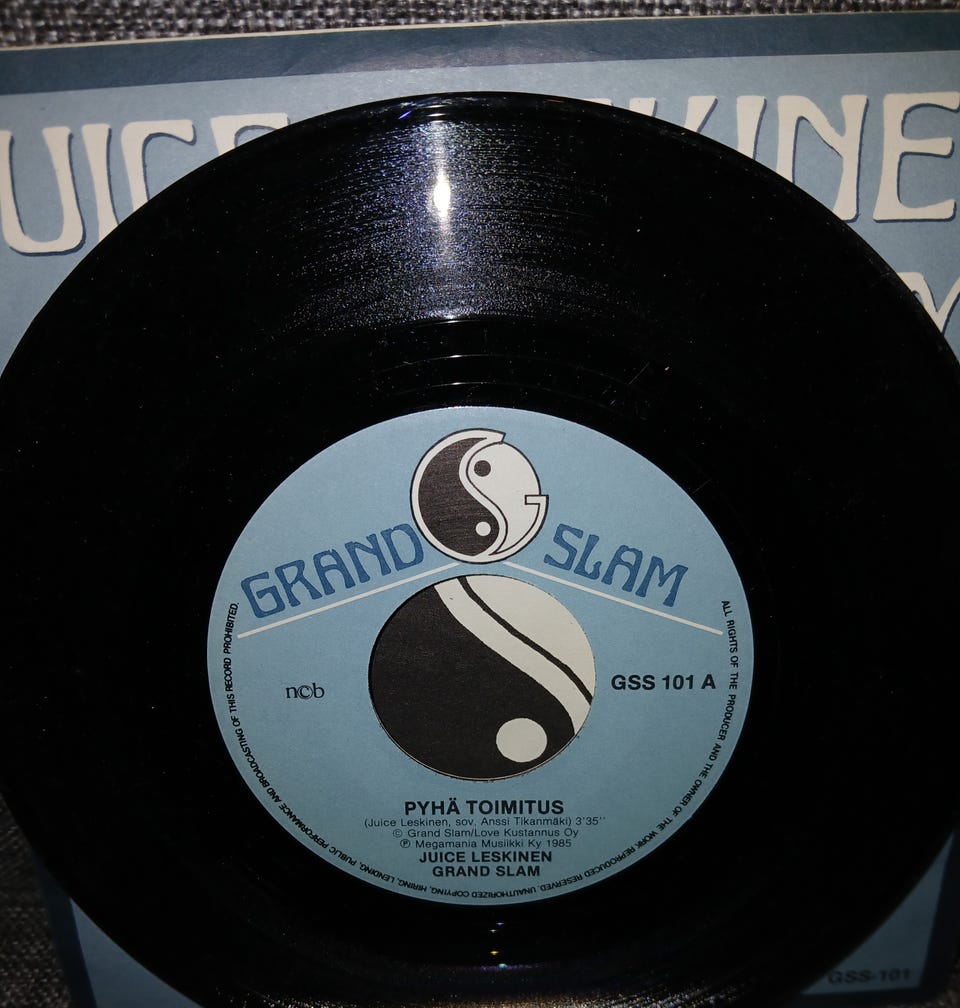 UICE
KINE
GRAND SLAM
ncb
GSS 101 A
PYHÄ TOIMITUS
(Juice Leskinen, sov. Anssi Tikanmäki) 3'35''
© Grand Slam/Love Kustannus Oy
℗ Megamania Musiikki Ky 1985
JUICE LESKINEN
GRAND SLAM
ALL RIGHTS OF THE PRODUCER AND THE OWNER OF THE WORK REPRODUCED RESERVED. UNAUTHORIZED COPYING, HIRING, LENDING, PUBLIC PERFORMANCE AND BROADCASTING OF THIS RECORD PROHIBITED.
GSS-101